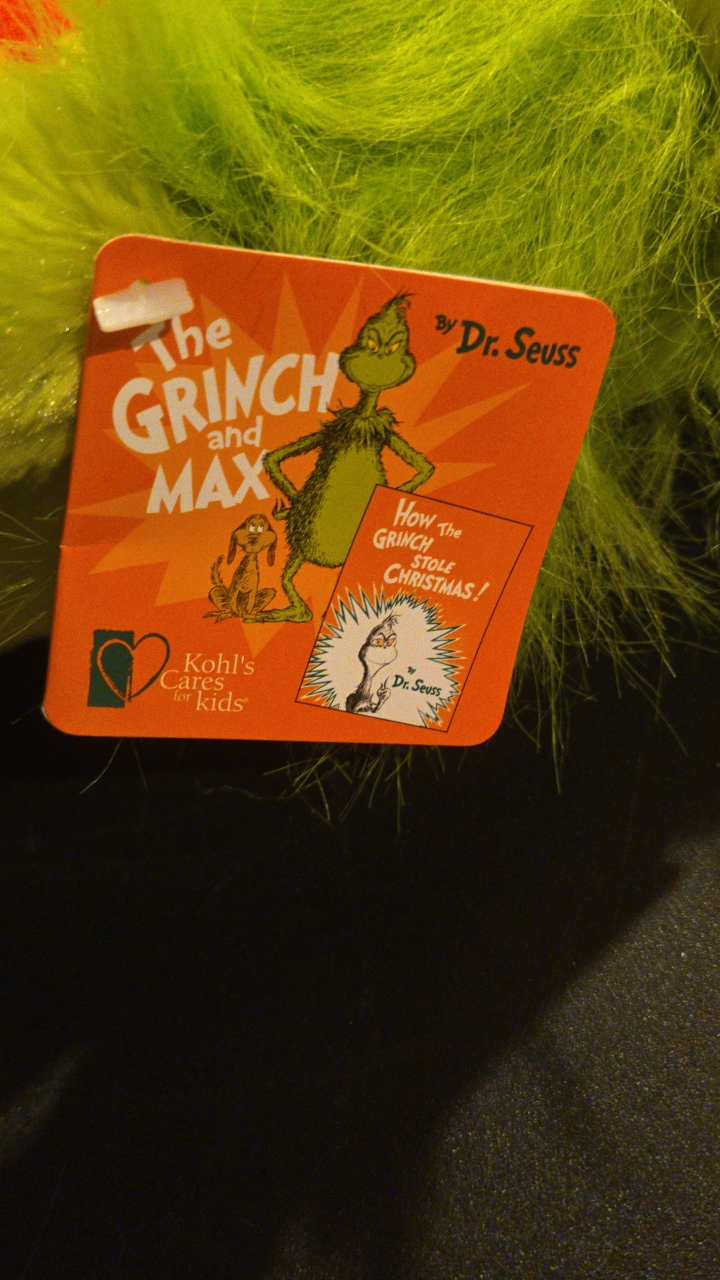 The
GRINCH
and
MAX
By Dr. Seuss
How The
GRINCH
STOLE
CHRISTMAS!
By
Dr. Seuss
Kohl's
Cares
for kids®